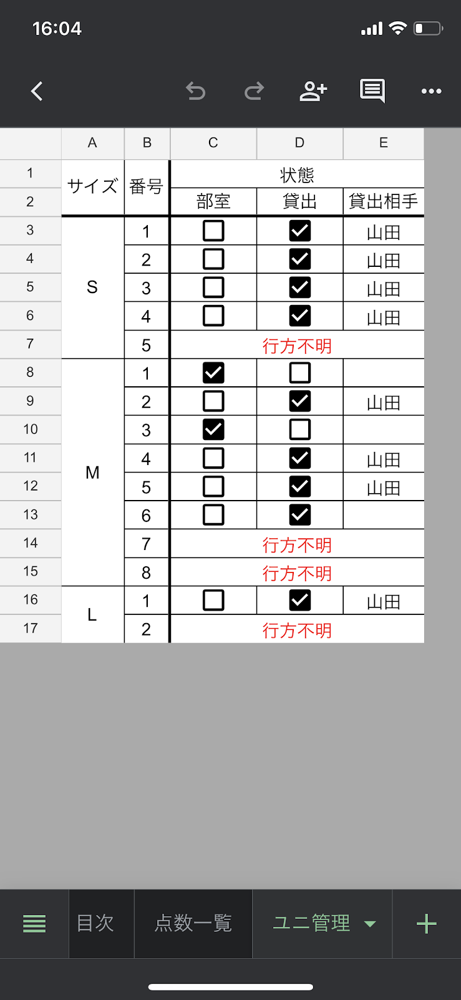 16:04
A B C D E
1 サイズ 番号 状態
2 部室 貸出 貸出相手
3 S 1 山田
4 2 山田
5 3 山田
6 4 山田
7 5 行方不明
8 M 1
9 2 山田
10 3
11 4 山田
12 5 山田
13 6
14 7 行方不明
15 8 行方不明
16 L 1 山田
17 2 行方不明
目次 点数一覧 ユニ管理